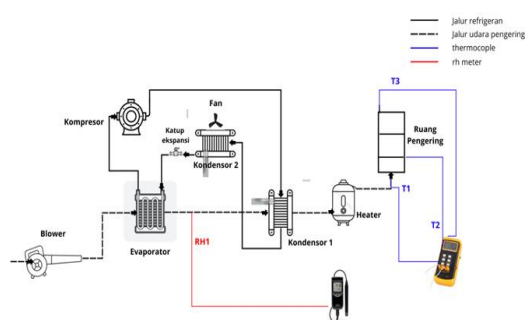 Jalur refrigeran
Jalur udara pengering
thermocople
rh meter
T3
Fan
Kompresor
Katup
ekspansi
Ruang
Pengering
Kondensor 2
T1
Heater
Blower
T2
RH1
Kondensor 1
Evaporator